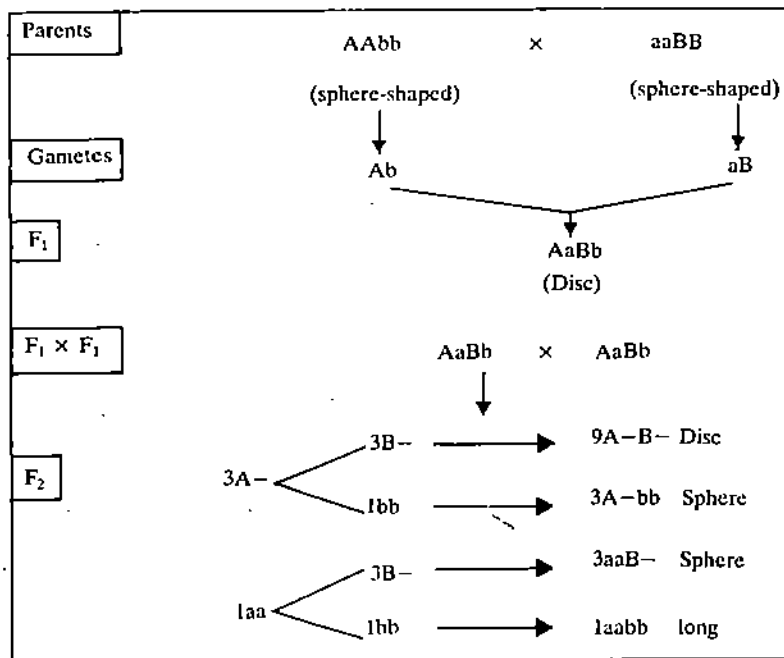 Parents AAbb × aaBB
(sphere-shaped) (sphere-shaped)
Gametes Ab aB
F₁ AaBb
(Disc)
F₁ × F₁ AaBb × AaBb
3B– 9A–B– Disc
F₂ 3A–
1bb 3A–bb Sphere
3B– 3aaB– Sphere
1aa
1bb 1aabb long